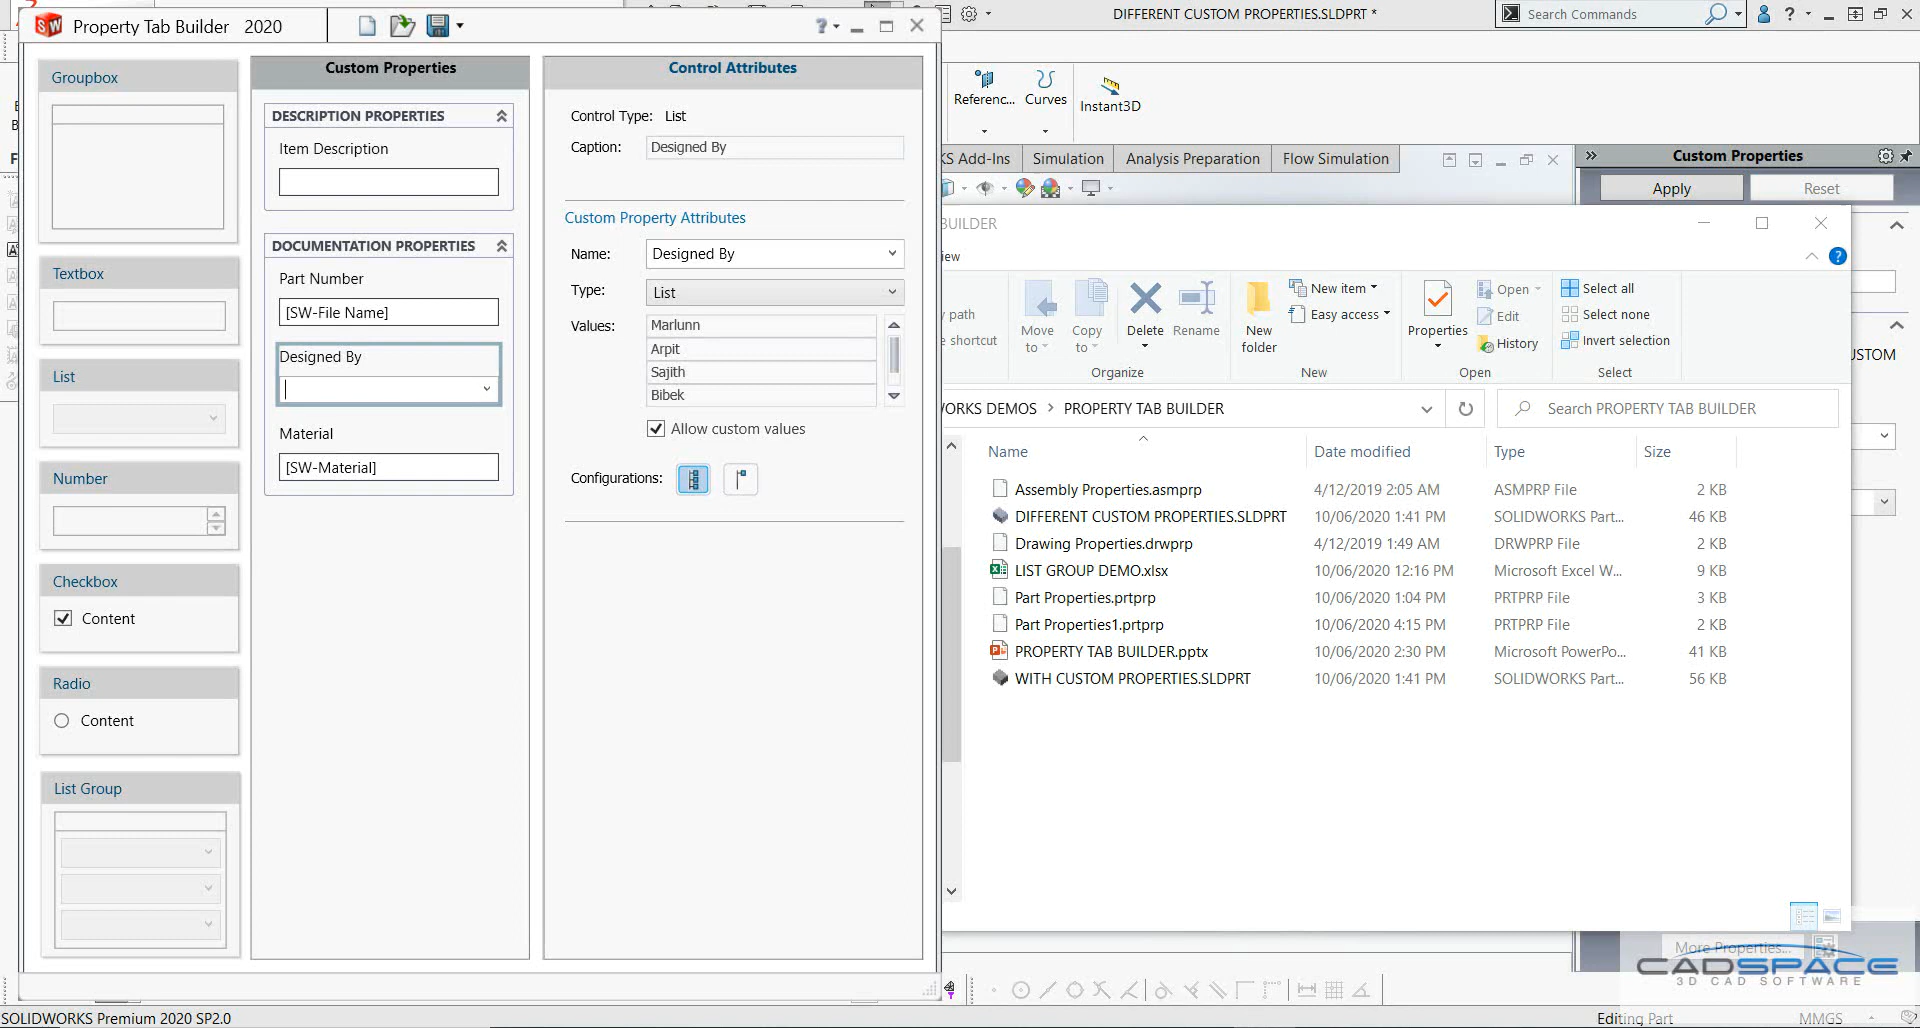 Property Tab Builder 2020
DIFFERENT CUSTOM PROPERTIES.SLDPRT *
Search Commands
?
?
Groupbox
Textbox
List
Number
Checkbox
Content
Radio
Content
List Group
Custom Properties
DESCRIPTION PROPERTIES
Item Description
DOCUMENTATION PROPERTIES
Part Number
[SW-File Name]
Designed By
Material
[SW-Material]
Control Attributes
Control Type: List
Caption: Designed By
Custom Property Attributes
Name: Designed By
Type: List
Values: Marlunn
Arpit
Sajith
Bibek
Allow custom values
Configurations:
Referenc...
Curves
Instant3D
KS Add-Ins
Simulation
Analysis Preparation
Flow Simulation
Custom Properties
Apply
Reset
BUILDER
iew
?
path
shortcut
Move to
Copy to
Delete
Rename
Organize
New folder
New item
Easy access
New
Properties
Open
Edit
History
Open
Select all
Select none
Invert selection
Select
USTOM
ORKS DEMOS > PROPERTY TAB BUILDER
Search PROPERTY TAB BUILDER
Name Date modified Type Size
Assembly Properties.asmprp 4/12/2019 2:05 AM ASMPRP File 2 KB
DIFFERENT CUSTOM PROPERTIES.SLDPRT 10/06/2020 1:41 PM SOLIDWORKS Part... 46 KB
Drawing Properties.drwprp 4/12/2019 1:49 AM DRWPRP File 2 KB
LIST GROUP DEMO.xlsx 10/06/2020 12:16 PM Microsoft Excel W... 9 KB
Part Properties.prtprp 10/06/2020 1:04 PM PRTPRP File 3 KB
Part Properties1.prtprp 10/06/2020 4:15 PM PRTPRP File 2 KB
PROPERTY TAB BUILDER.pptx 10/06/2020 2:30 PM Microsoft PowerPo... 41 KB
WITH CUSTOM PROPERTIES.SLDPRT 10/06/2020 1:41 PM SOLIDWORKS Part... 56 KB
More Properties...
CADSPACE
3D CAD SOFTWARE
SOLIDWORKS Premium 2020 SP2.0
Editing Part
MMGS